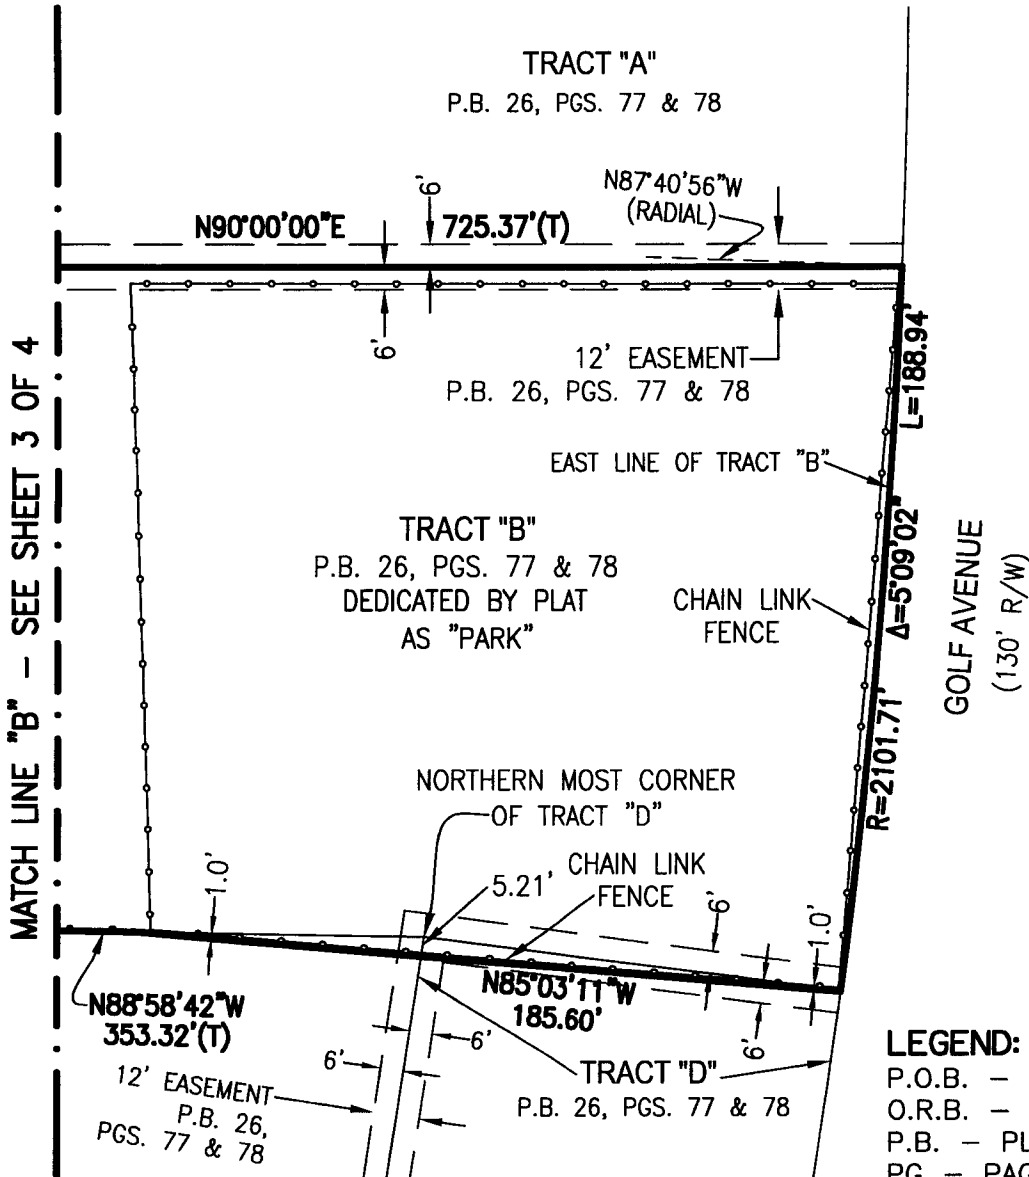 TRACT "A"
P.B. 26, PGS. 77 & 78
N87°40'56"W
(RADIAL)
6'
N90°00'00"E
725.37'(T)
6'
12' EASEMENT
P.B. 26, PGS. 77 & 78
L=188.94'
EAST LINE OF TRACT "B"
MATCH LINE "B" - SEE SHEET 3 OF 4
TRACT "B"
P.B. 26, PGS. 77 & 78
DEDICATED BY PLAT
AS "PARK"
CHAIN LINK
FENCE
Δ=5°09'02"
GOLF AVENUE
(130' R/W)
R=2101.71'
NORTHERN MOST CORNER
OF TRACT "D"
1.0'
5.21'
CHAIN LINK
FENCE
6'
1.0'
N88°58'42"W
353.32'(T)
N85°03'11"W
185.60'
6'
6'
6'
12' EASEMENT
P.B. 26,
PGS. 77 & 78
TRACT "D"
P.B. 26, PGS. 77 & 78
LEGEND:
P.O.B. -
O.R.B. -
P.B. - PL
PG. - PAG